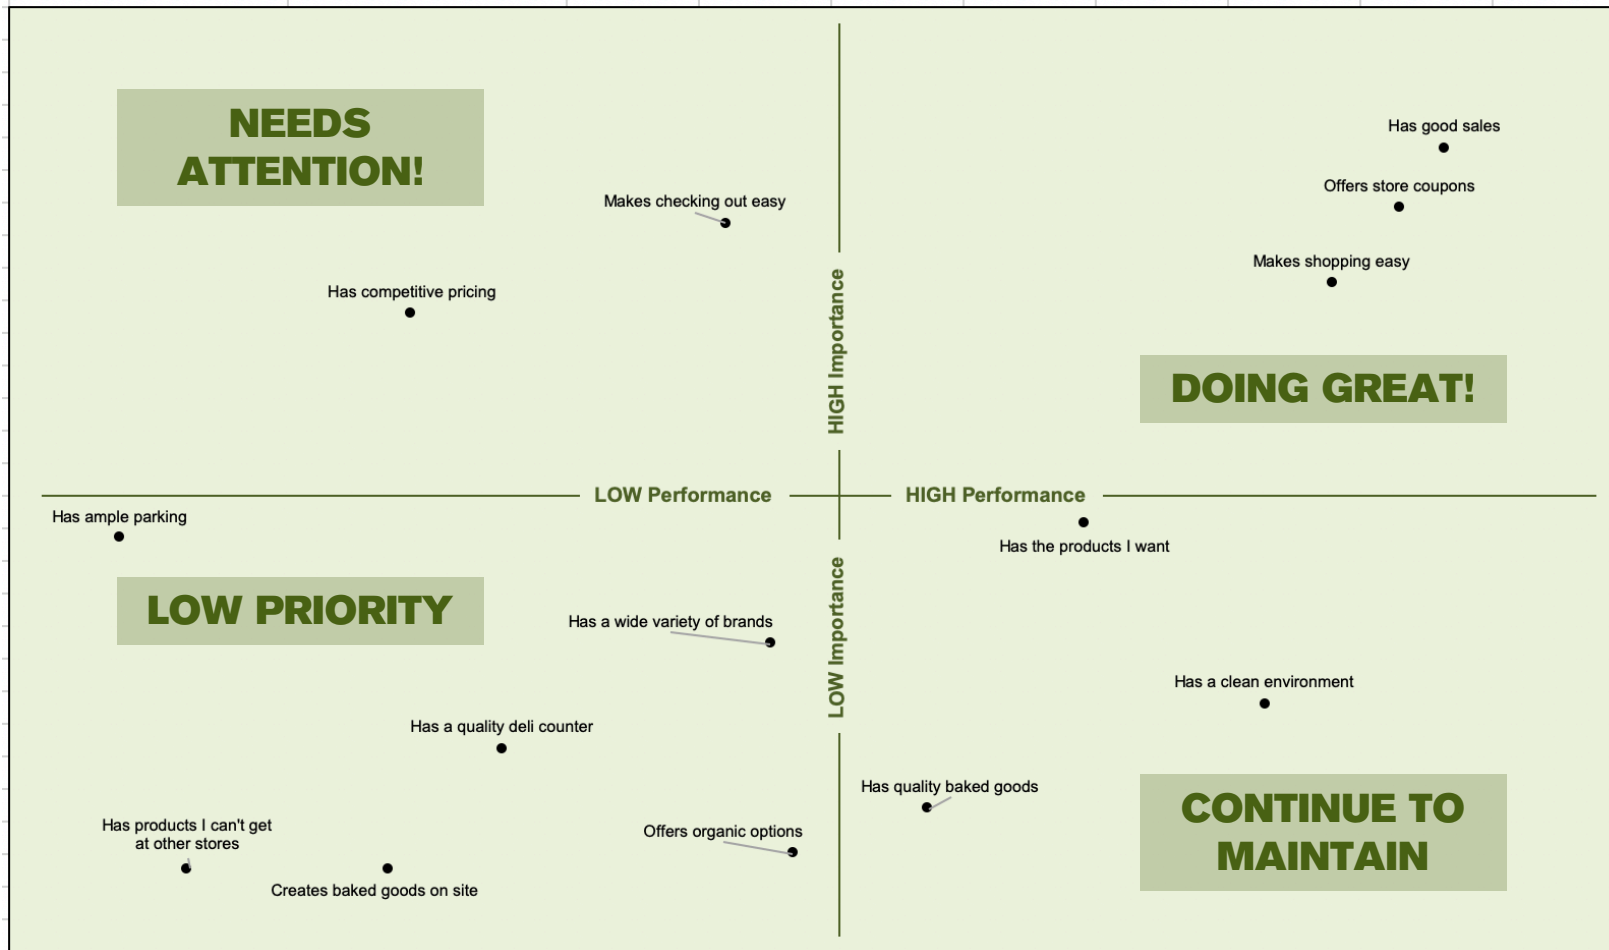 NEEDS
ATTENTION!
Has good sales
Offers store coupons
Makes checking out easy
Makes shopping easy
Has competitive pricing
HIGH Importance
DOING GREAT!
LOW Performance
HIGH Performance
Has ample parking
Has the products I want
LOW PRIORITY
Has a wide variety of brands
LOW Importance
Has a clean environment
Has a quality deli counter
Has quality baked goods
CONTINUE TO
MAINTAIN
Has products I can't get
at other stores
Offers organic options
Creates baked goods on site